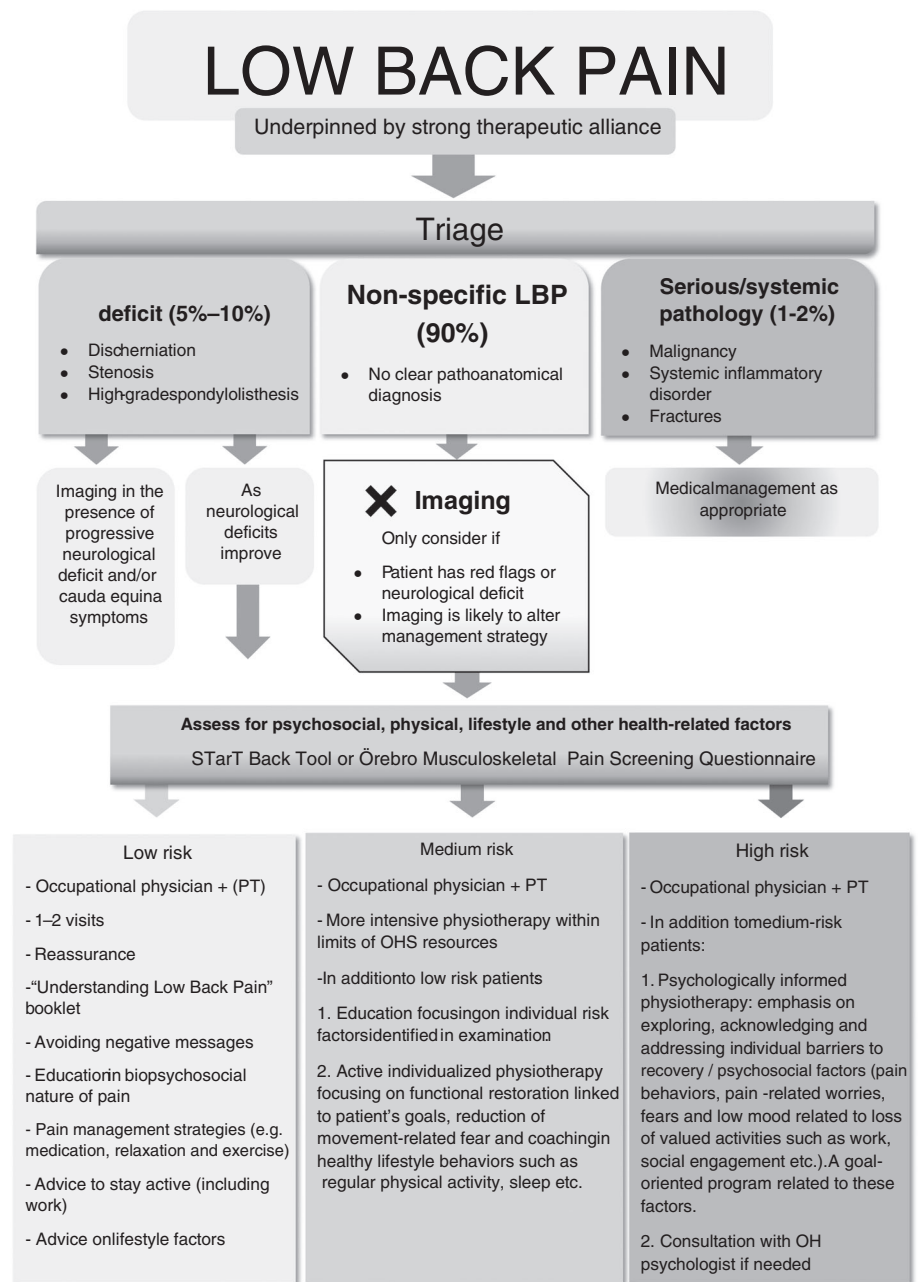 LOW BACK PAIN
Underpinned by strong therapeutic alliance
Triage
deficit (5%–10%)
• Discherniation
• Stenosis
• High-gradespondylolisthesis
Non-specific LBP
(90%)
• No clear pathoanatomical
diagnosis
Serious/systemic
pathology (1-2%)
• Malignancy
• Systemic inflammatory
disorder
• Fractures
Imaging in the
presence of
progressive
neurological
deficit and/or
cauda equina
symptoms
As
neurological
deficits
improve
Imaging
Only consider if
• Patient has red flags or
neurological deficit
• Imaging is likely to alter
management strategy
Medicalmanagement as
appropriate
Assess for psychosocial, physical, lifestyle and other health-related factors
STarT Back Tool or Örebro Musculoskeletal Pain Screening Questionnaire
Low risk
- Occupational physician + (PT)
- 1–2 visits
- Reassurance
-“Understanding Low Back Pain”
booklet
- Avoiding negative messages
- Educationin biopsychosocial
nature of pain
- Pain management strategies (e.g.
medication, relaxation and exercise)
- Advice to stay active (including
work)
- Advice onlifestyle factors
Medium risk
- Occupational physician + PT
- More intensive physiotherapy within
limits of OHS resources
-In additionto low risk patients
1. Education focusingon individual risk
factorsidentified in examination.
2. Active individualized physiotherapy
focusing on functional restoration linked
to patient’s goals, reduction of
movement-related fear and coachingin
healthy lifestyle behaviors such as
regular physical activity, sleep etc.
High risk
- Occupational physician + PT
- In addition tomedium-risk
patients:
1. Psychologically informed
physiotherapy: emphasis on
exploring, acknowledging and
addressing individual barriers to
recovery / psychosocial factors (pain
behaviors, pain -related worries,
fears and low mood related to loss
of valued activities such as work,
social engagement etc.).A goal-
oriented program related to these
factors.
2. Consultation with OH
psychologist if needed